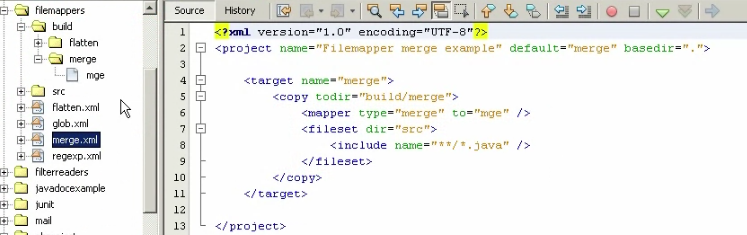 filemappers
build
flatten
merge
mge
src
flatten.xml
glob.xml
merge.xml
regexp.xml
filterreaders
javadocexample
junit
mail
Source History
1 <?xml version="1.0" encoding="UTF-8"?>
2 <project name="Filemapper merge example" default="merge" basedir=".">
3
4 <target name="merge">
5 <copy todir="build/merge">
6 <mapper type="merge" to="mge" />
7 <fileset dir="src">
8 <include name="**/*.java" />
9 </fileset>
10 </copy>
11 </target>
12
13 </project>